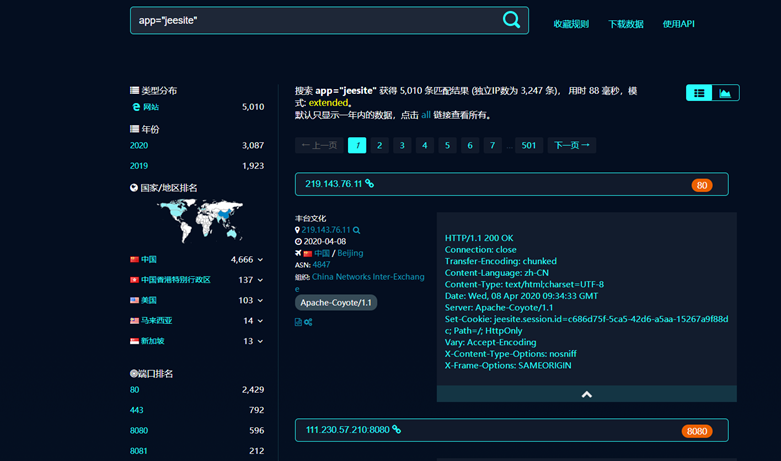 app="jeesite"
收藏规则 下载数据 使用API
类型分布
网站 5,010
年份
2020 3,087
2019 1,923
国家/地区排名
中国 4,666
中国香港特别行政区 137
美国 103
马来西亚 14
新加坡 13
端口排名
80 2,429
443 792
8080 596
8081 212
搜索 app="jeesite" 获得 5,010 条匹配结果 (独立IP数为 3,247 条)， 用时 88 毫秒，模
式: extended。
默认只显示一年内的数据，点击 all 链接查看所有。
← 上一页 1 2 3 4 5 6 7 ... 501 下一页 →
219.143.76.11 80
丰台文化
219.143.76.11
2020-04-08
中国 / Beijing
ASN: 4847
组织: China Networks Inter-Exchang
e
Apache-Coyote/1.1
HTTP/1.1 200 OK
Connection: close
Transfer-Encoding: chunked
Content-Language: zh-CN
Content-Type: text/html;charset=UTF-8
Date: Wed, 08 Apr 2020 09:34:33 GMT
Server: Apache-Coyote/1.1
Set-Cookie: jeesite.session.id=c686d75f-5ca5-42d6-a5aa-15267a9f88d
c; Path=/; HttpOnly
Vary: Accept-Encoding
X-Content-Type-Options: nosniff
X-Frame-Options: SAMEORIGIN
111.230.57.210:8080 8080